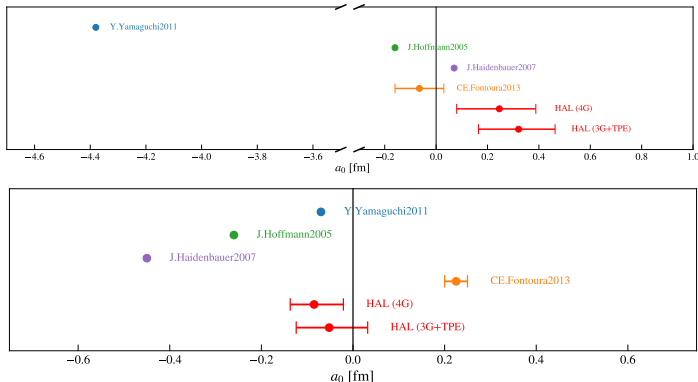 Y.Yamaguchi2011
J.Hoffmann2005
J.Haidenbauer2007
CE.Fontoura2013
HAL (4G)
HAL (3G+TPE)
−4.6 −4.4 −4.2 −4.0 −3.8 −3.6 −0.2 0.0 0.2 0.4 0.6 0.8 1.0
a₀ [fm]
Y.Yamaguchi2011
J.Hoffmann2005
J.Haidenbauer2007
CE.Fontoura2013
HAL (4G)
HAL (3G+TPE)
−0.6 −0.4 −0.2 0.0 0.2 0.4 0.6
a₀ [fm]